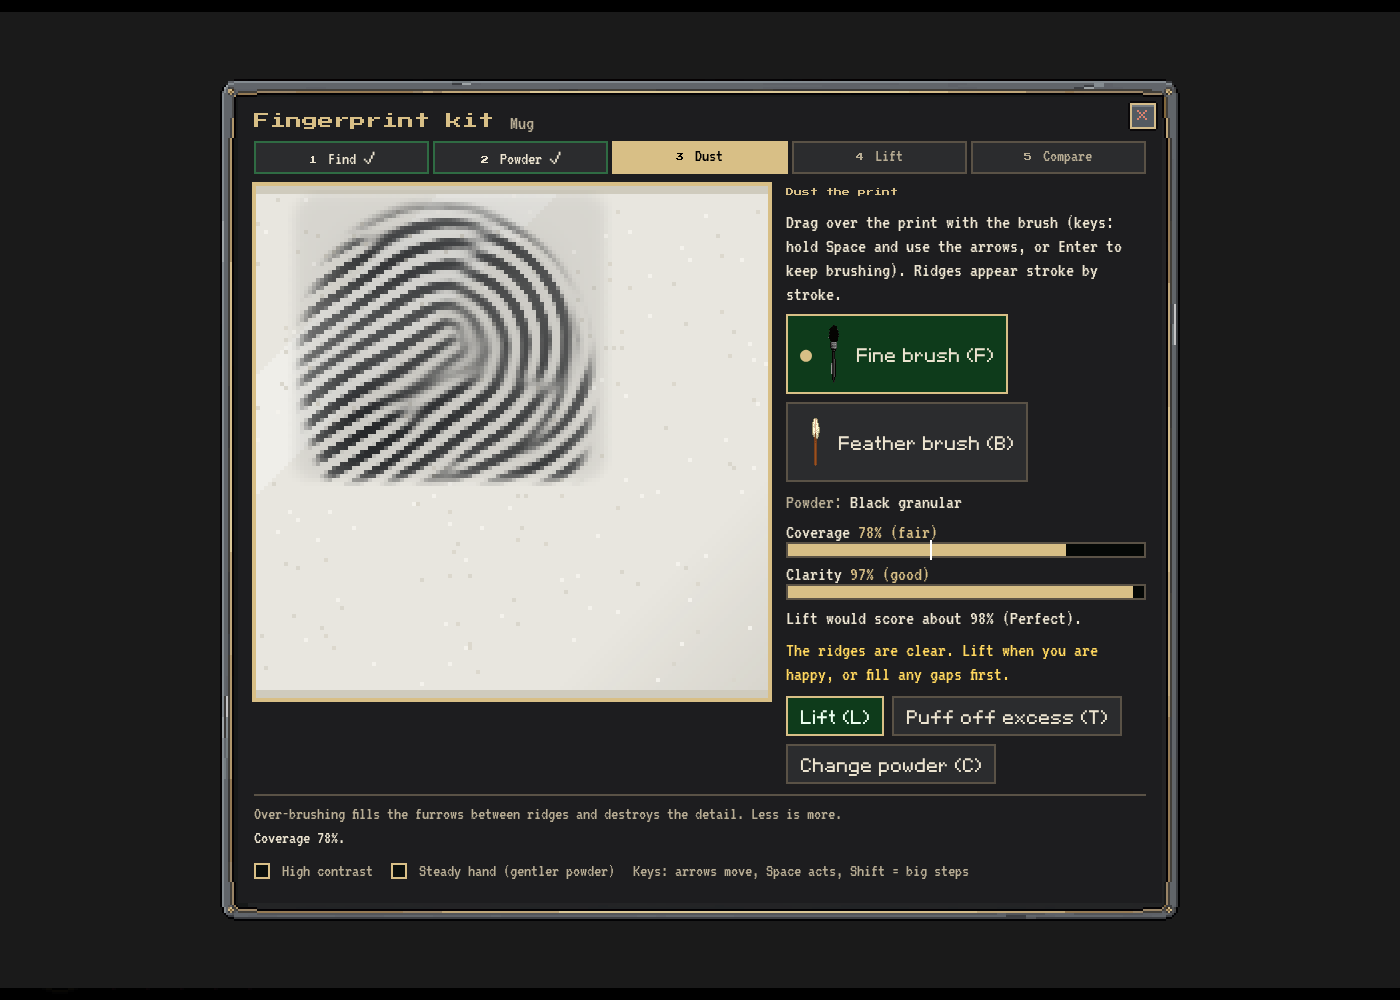 Fingerprint kit Mug
1 Find ✓ 2 Powder ✓ 3 Dust 4 Lift 5 Compare
Dust the print
Drag over the print with the brush (keys:
hold Space and use the arrows, or Enter to
keep brushing). Ridges appear stroke by
stroke.
Fine brush (F)
Feather brush (B)
Powder: Black granular
Coverage 78% (fair)
Clarity 97% (good)
Lift would score about 98% (Perfect).
The ridges are clear. Lift when you are
happy, or fill any gaps first.
Lift (L) Puff off excess (T)
Change powder (C)
Over-brushing fills the furrows between ridges and destroys the detail. Less is more.
Coverage 78%.
High contrast Steady hand (gentler powder) Keys: arrows move, Space acts, Shift = big steps